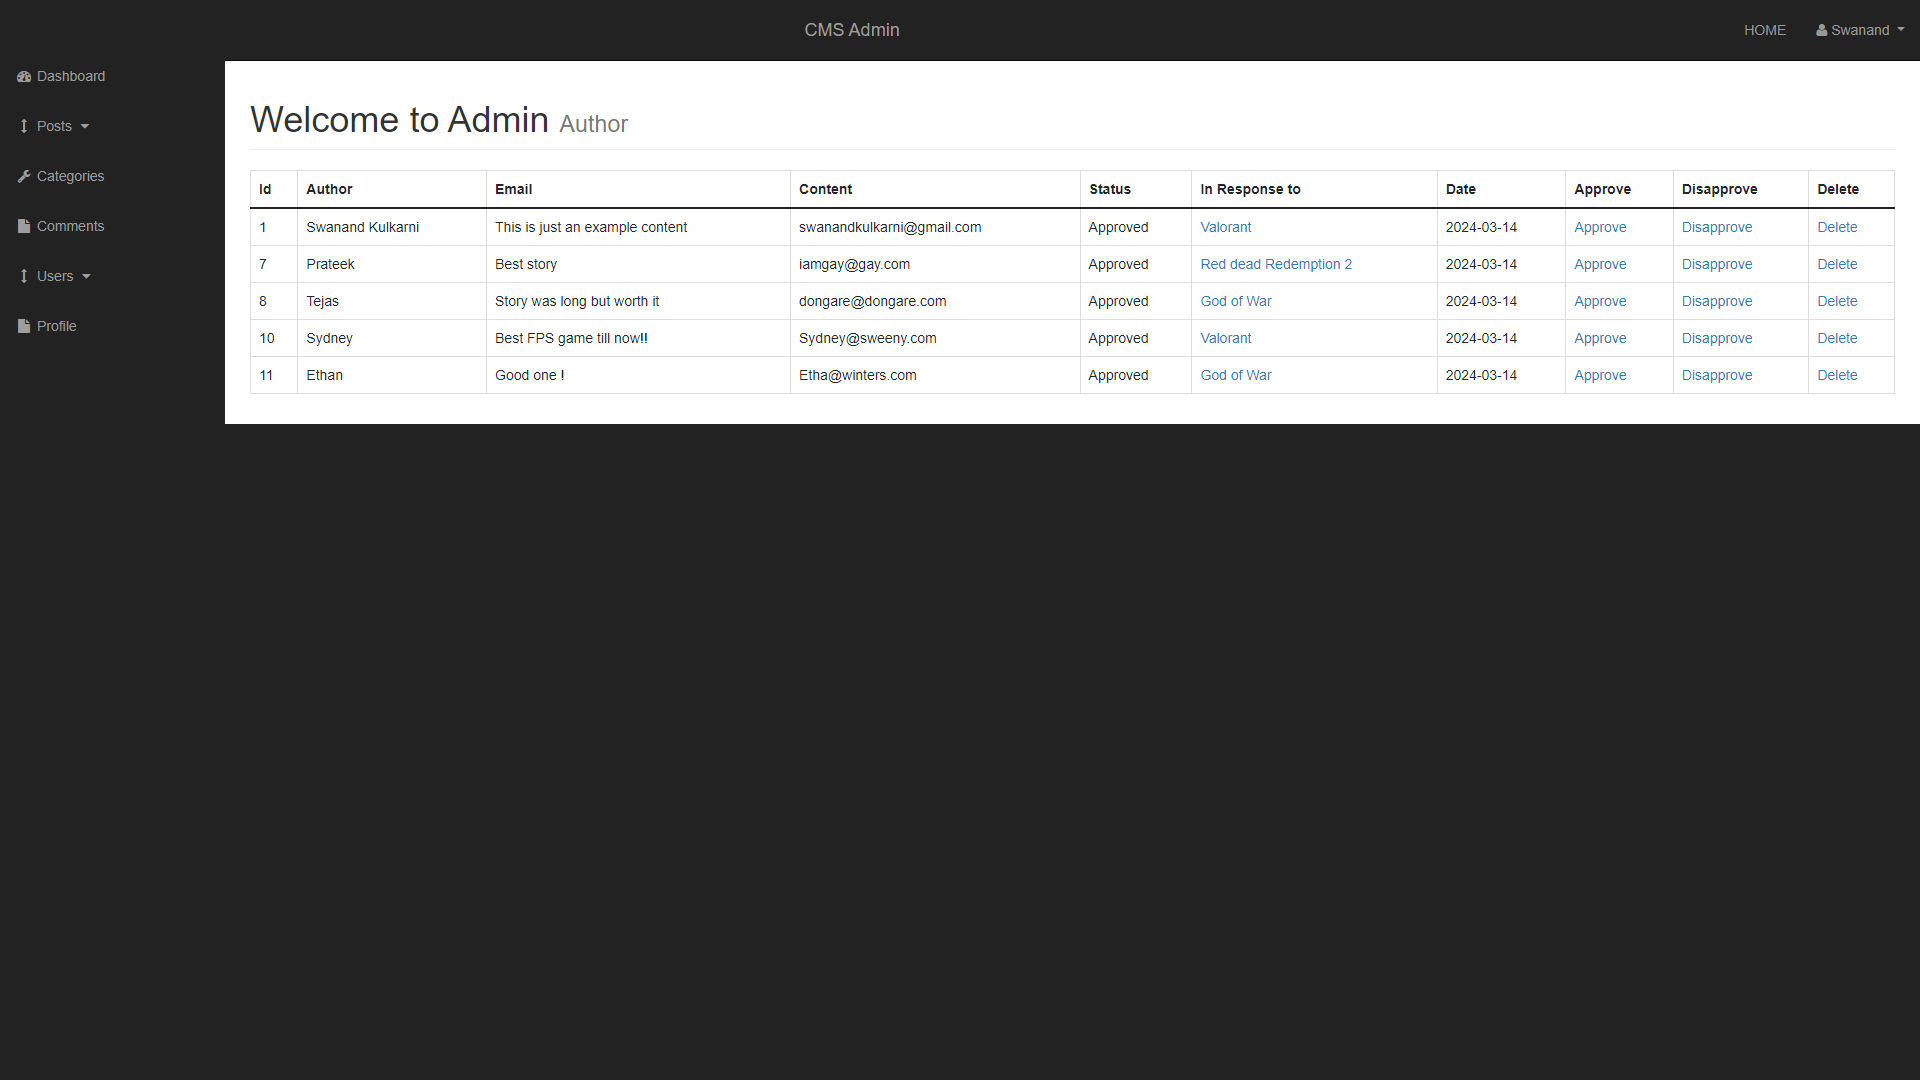 CMS Admin
HOME
Swanand
Dashboard
Posts
Categories
Comments
Users
Profile
Welcome to Admin Author
Id Author Email Content Status In Response to Date Approve Disapprove Delete
1 Swanand Kulkarni This is just an example content swanandkulkarni@gmail.com Approved Valorant 2024-03-14 Approve Disapprove Delete
7 Prateek Best story iamgay@gay.com Approved Red dead Redemption 2 2024-03-14 Approve Disapprove Delete
8 Tejas Story was long but worth it dongare@dongare.com Approved God of War 2024-03-14 Approve Disapprove Delete
10 Sydney Best FPS game till now!! Sydney@sweeny.com Approved Valorant 2024-03-14 Approve Disapprove Delete
11 Ethan Good one ! Etha@winters.com Approved God of War 2024-03-14 Approve Disapprove Delete